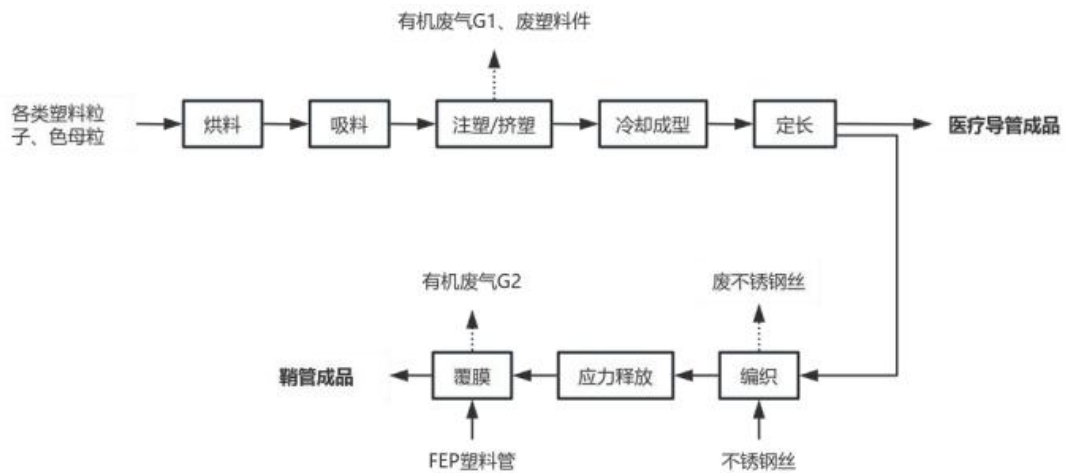 有机废气G1、废塑料件
各类塑料粒
子、色母粒
烘料
吸料
注塑/挤塑
冷却成型
定长
医疗导管成品
有机废气G2
废不锈钢丝
鞘管成品
覆膜
应力释放
编织
FEP塑料管
不锈钢丝